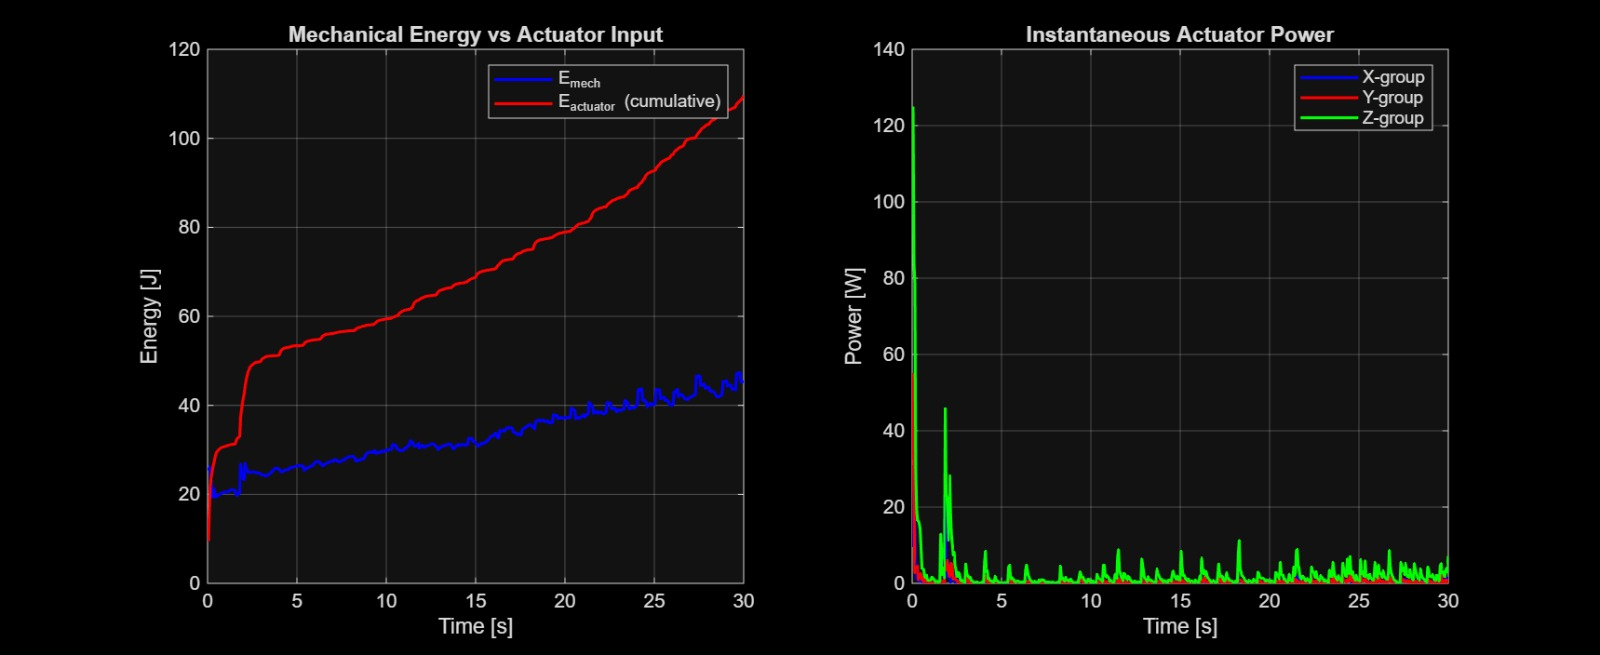 Mechanical Energy vs Actuator Input
120
100
80
60
40
20
0
Energy [J]
E_mech
E_actuator (cumulative)
0 5 10 15 20 25 30
Time [s]
Instantaneous Actuator Power
140
120
100
80
60
40
20
0
Power [W]
X-group
Y-group
Z-group
0 5 10 15 20 25 30
Time [s]